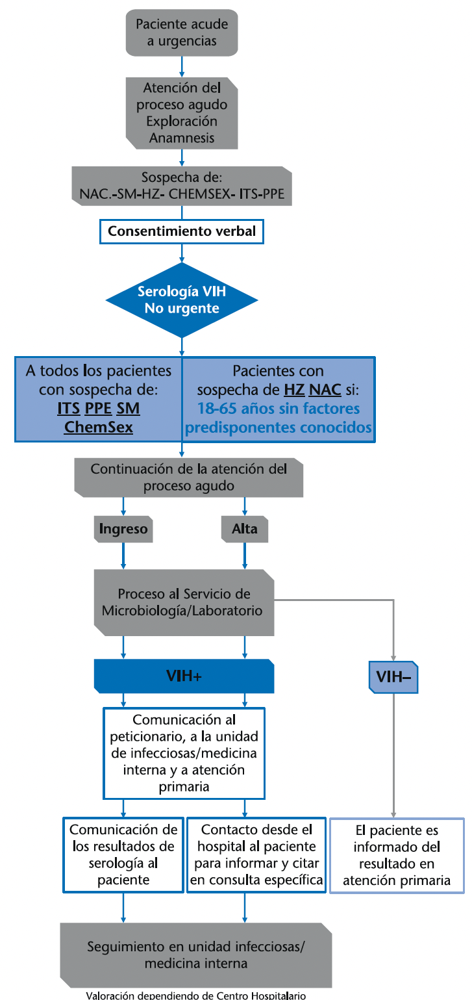 Paciente acude
a urgencias
Atención del
proceso agudo
Exploración
Anamnesis
Sospecha de:
NAC.-SM-HZ- CHEMSEX- ITS-PPE
Consentimiento verbal
Serología VIH
No urgente
A todos los pacientes
con sospecha de:
ITS PPE SM
ChemSex
Pacientes con
sospecha de HZ NAC si:
18-65 años sin factores
predisponentes conocidos
Continuación de la atención del
proceso agudo
Ingreso
Alta
Proceso al Servicio de
Microbiología/Laboratorio
VIH+
VIH–
Comunicación al
peticionario, a la unidad
de infecciosas/medicina
interna y a atención
primaria
Comunicación de
los resultados de
serología al
paciente
Contacto desde el
hospital al paciente
para informar y citar
en consulta específica
El paciente es
informado del
resultado en
atención primaria
Seguimiento en unidad infecciosas/
medicina interna
Valoración dependiendo de Centro Hospitalario